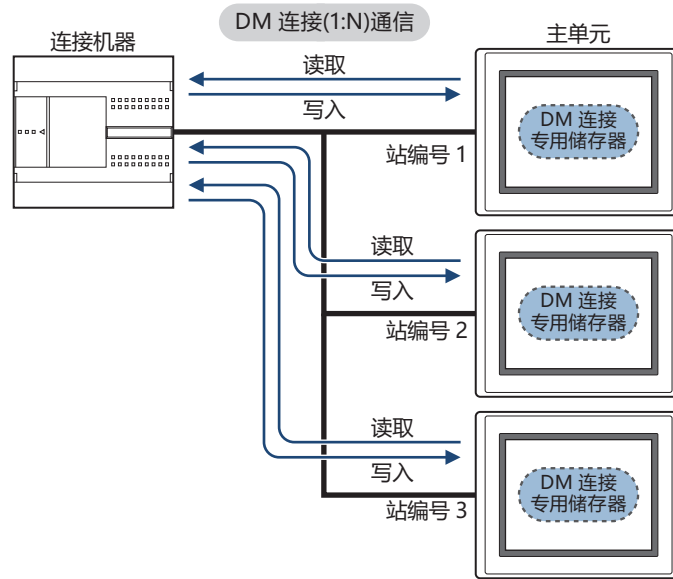 DM 连接(1:N)通信
连接机器
主单元
读取
写入
DM 连接
专用储存器
站编号 1
读取
写入
DM 连接
专用储存器
站编号 2
读取
写入
DM 连接
专用储存器
站编号 3